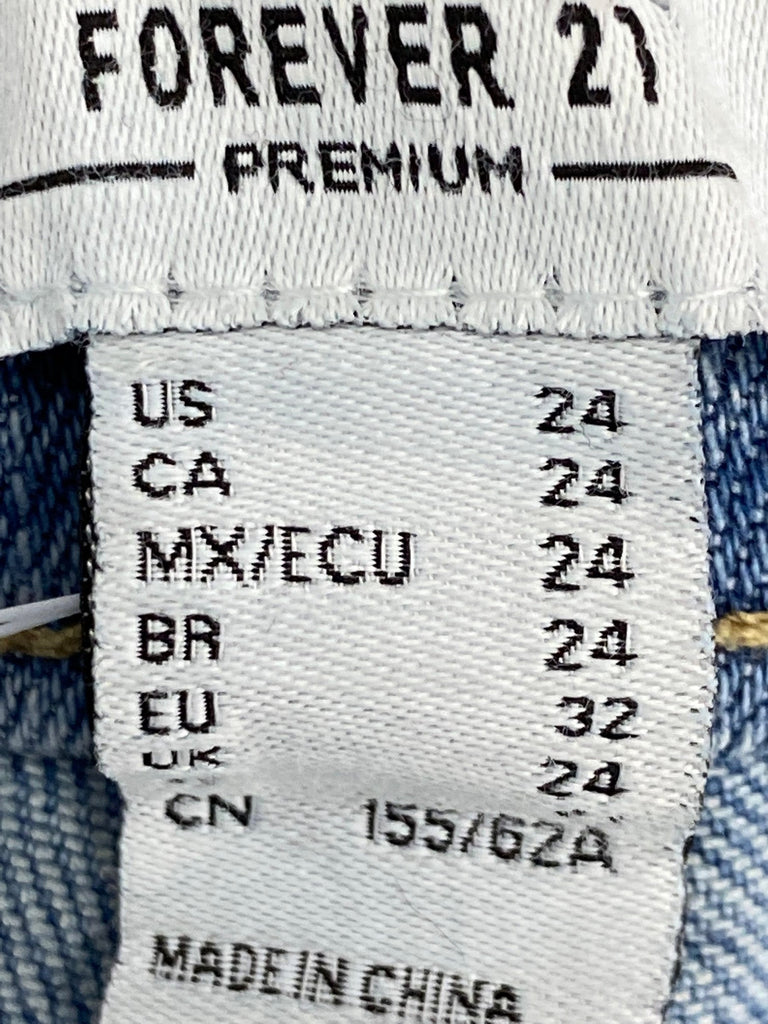 FOREVER 21
PREMIUM
US 24
CA 24
MX/ECU 24
BR 24
EU 32
UK 24
CN 155/62A
MADE IN CHINA